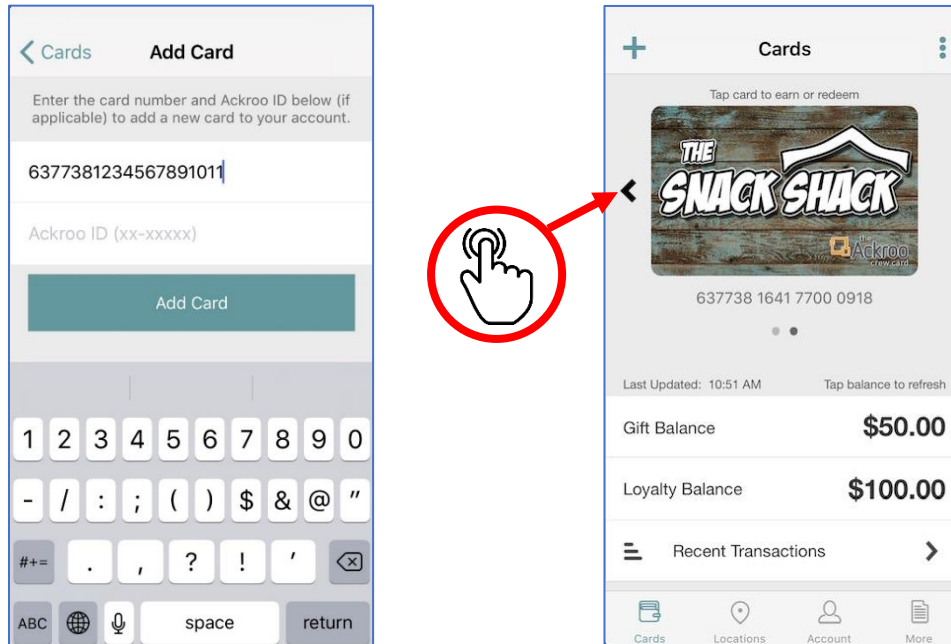 Cards
Add Card
Enter the card number and Ackroo ID below (if
applicable) to add a new card to your account.
6377381234567891011
Ackroo ID (xx-xxxxx)
Add Card
1 2 3 4 5 6 7 8 9 0
- / : ; ( ) $ & @ "
#+= . , ? ! '
ABC space return
Cards
Tap card to earn or redeem
THE
SNACK SHACK
the
Ackroo
crew card
637738 1641 7700 0918
Last Updated: 10:51 AM Tap balance to refresh
Gift Balance $50.00
Loyalty Balance $100.00
Recent Transactions
Cards Locations Account More